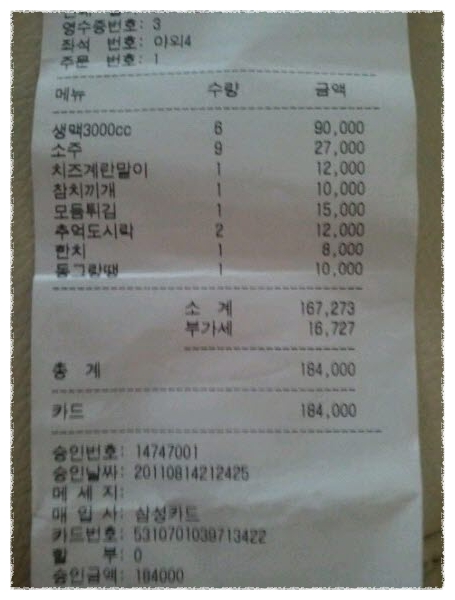 영수증번호: 3
좌석 번호: 야외4
주문 번호: 1
메뉴 수량 금액
생맥3000cc 6 90,000
소주 9 27,000
치즈계란말이 1 12,000
참치찌개 1 10,000
모듬튀김 1 15,000
추억도시락 2 12,000
한치 1 8,000
동그랑땡 1 10,000
소 계 167,273
부가세 16,727
총 계 184,000
카드 184,000
승인번호: 14747001
승인날짜: 20110814212425
메 세 지:
매 입 사: 삼성카드
카드번호: 5310701039713422
할 부: 0
승인금액: 184000